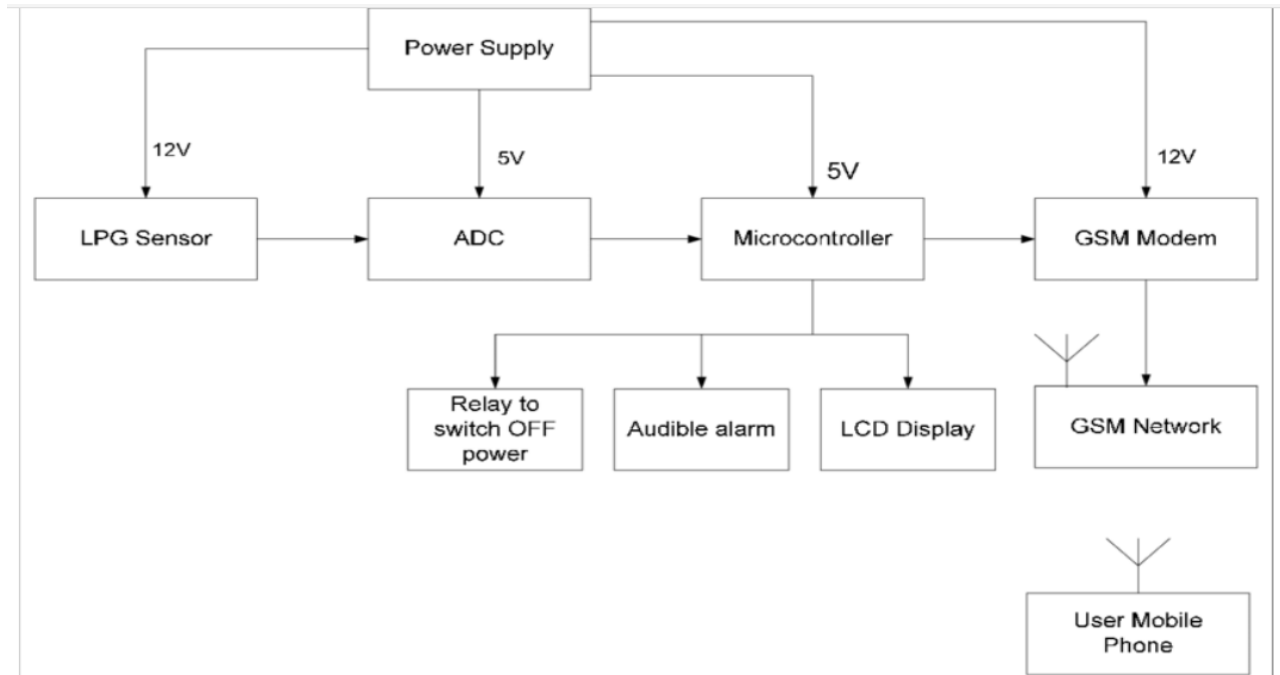 Power Supply
12V
5V
5V
12V
LPG Sensor
ADC
Microcontroller
GSM Modem
Relay to
switch OFF
power
Audible alarm
LCD Display
GSM Network
User Mobile
Phone